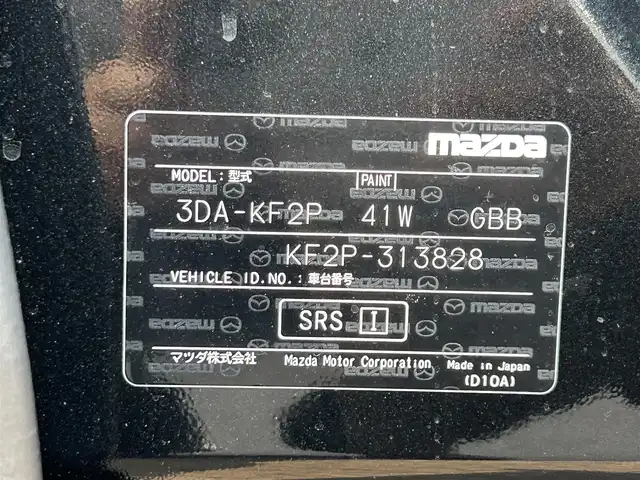 mazda
MODEL:型式 PAINT
3DA-KF2P 41W GBB
KF2P-313828
VEHICLE ID.NO.:車台番号
SRS I
マツダ株式会社 Mazda Motor Corporation Made in Japan
(D10A)